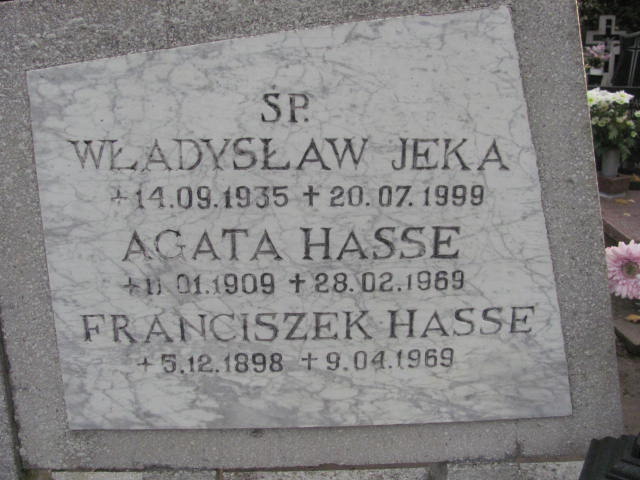 ŚP.
WŁADYSŁAW JEKA
+14.09.1935 † 20.07.1999
AGATA HASSE
+11.01.1909 † 28.02.1969
FRANCISZEK HASSE
+5.12.1898 † 9.04.1969